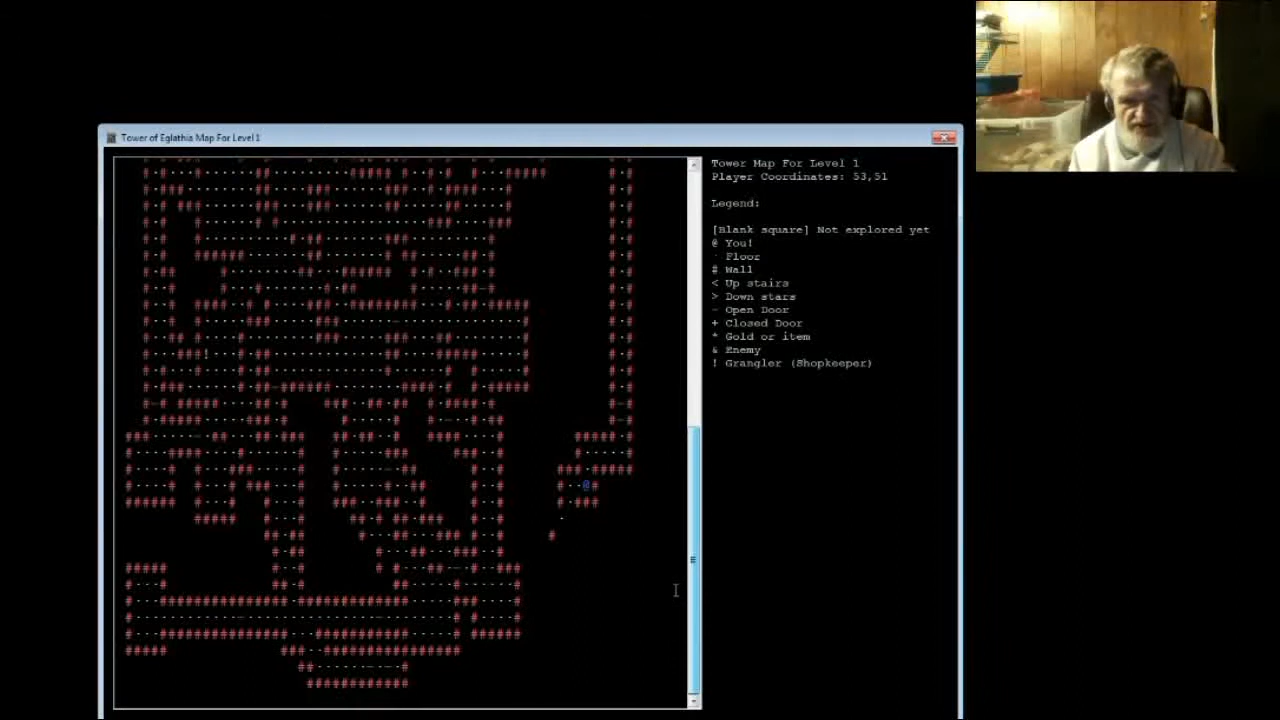 Tower of Eglathia Map For Level 1
Tower Map For Level 1
Player Coordinates: 53,51
Legend:
[Blank square] Not explored yet
@ You!
· Floor
# Wall
< Up stairs
> Down stars
- Open Door
+ Closed Door
* Gold or item
& Enemy
! Grangler (Shopkeeper)